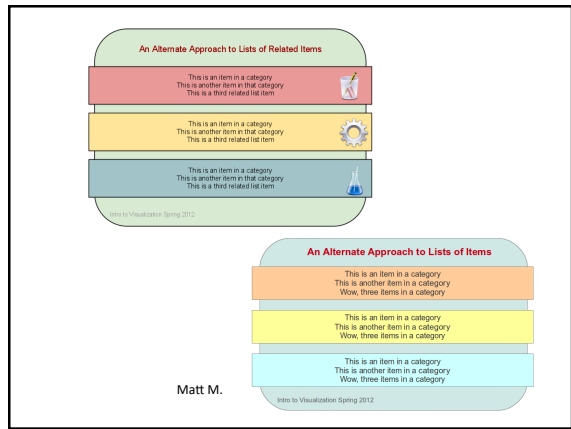 An Alternate Approach to Lists of Related Items
This is an item in a category
This is another item in that category
This is a third related list item
This is an item in a category
This is another item in that category
This is a third related list item
This is an item in a category
This is another item in that category
This is a third related list item
Intro to Visualization Spring 2012
An Alternate Approach to Lists of Items
This is an item in a category
This is another item in a category
Wow, three items in a category
This is an item in a category
This is another item in a category
Wow, three items in a category
This is an item in a category
This is another item in a category
Wow, three items in a category
Intro to Visualization Spring 2012
Matt M.